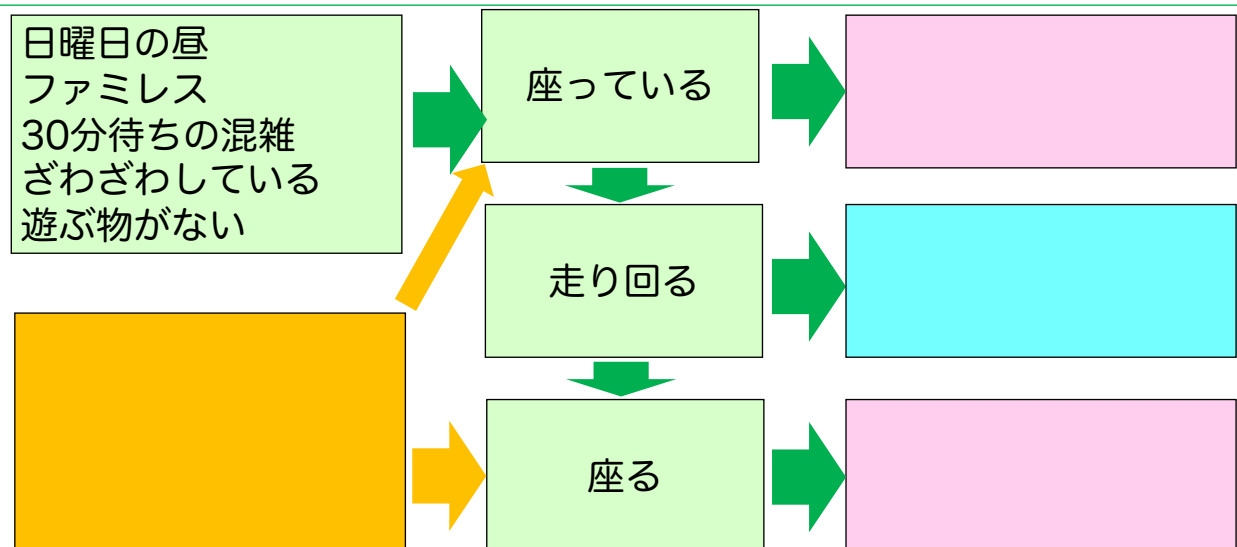 日曜日の昼
ファミレス
30分待ちの混雑
ざわざわしている
遊ぶ物がない
座っている
走り回る
座る